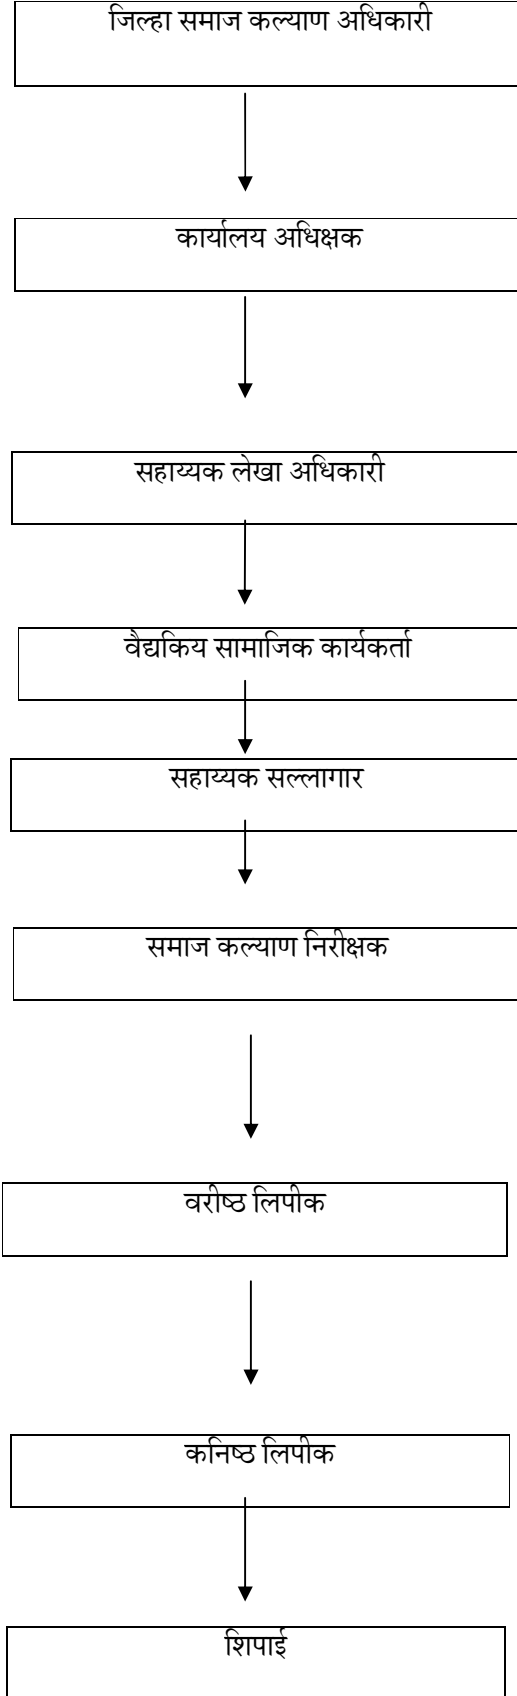 जिल्हा समाज कल्याण अधिकारी
कार्यालय अधिक्षक
सहाय्यक लेखा अधिकारी
वैद्यकिय सामाजिक कार्यकर्ता
सहाय्यक सल्लागार
समाज कल्याण निरीक्षक
वरीष्ठ लिपीक
कनिष्ठ लिपीक
शिपाई